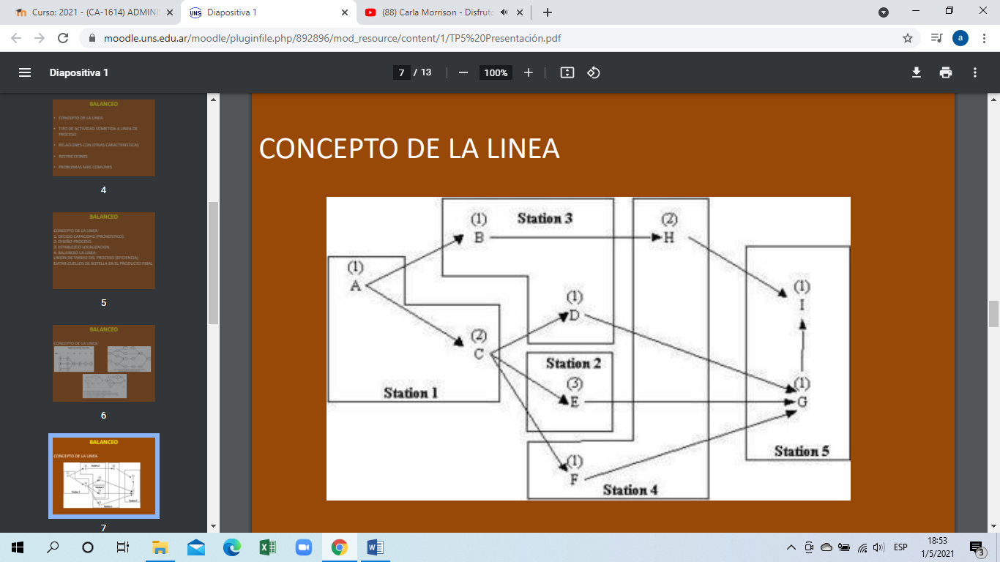 Curso: 2021 - (CA-1614) ADMINIS
Diapositiva 1
(88) Carla Morrison - Disfruto
moodle.uns.edu.ar/moodle/pluginfile.php/892896/mod_resource/content/1/TP5%20Presentación.pdf
a
Diapositiva 1
7 / 13
100%
BALANCEO
CONCEPTO DE LA LINEA
TIPO DE ACTIVIDAD SOMETIDA A LINEA DE
PROCESO
RELACIONES CON OTRAS CARACTERISTICAS
RESTRICCIONES
PROBLEMAS MAS COMUNES
4
BALANCEO
CONCEPTO DE LA LINEA
1: DECIDO CAPACIDAD (PRONOSTICO)
2: DISEÑO PROCESO
3: ESTABLEZCO LOCALIZACION.
4: BALANCEO LA LINEA.
UNION DE TAREAS DEL PROCESO (EFICIENCIA)
EVITAR CUELLOS DE BOTELLA EN EL PRODUCTO FINAL
5
BALANCEO
CONCEPTO DE LA LINEA
6
BALANCEO
CONCEPTO DE LA LINEA
7
CONCEPTO DE LA LINEA
(1)
B
Station 3
(2)
H
(1)
A
(1)
D
(1)
I
(2)
C
Station 2
(3)
E
(1)
G
Station 1
Station 5
(1)
F
Station 4
ESP
18:53
1/5/2021
3